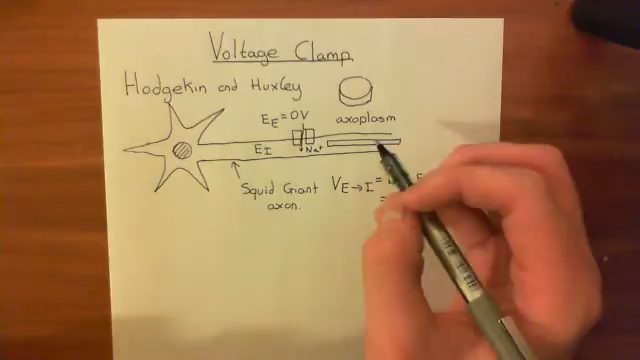 Voltage Clamp
Hodgekin and Huxley
E_E = 0V
axoplasm
E_I
Na+
Squid Giant
axon.
V_E→I =
=